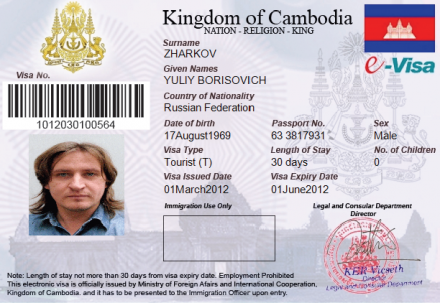 Kingdom of Cambodia
NATION - RELIGION - KING
e-Visa
Surname
ZHARKOV
Given Names
YULIY BORISOVICH
Country of Nationality
Russian Federation
Visa No.
1012030100564
Date of birth Passport No. Sex
17August1969 63 3817931 Male
Visa Type Length of Stay No. of Children
Tourist (T) 30 days 0
Visa Issued Date Visa Expiry Date
01March2012 01June2012
Immigration Use Only
Legal and Consular Department
Director
KER Viseth
Director
Legal and Consular Department
Note: Length of stay not more than 30 days from visa expiry date. Employment Prohibited
This electronic visa is officially issued by Ministry of Foreign Afairs and International Cooperation,
Kingdom of Cambodia. and it has to be presented to the Immigration Officer upon entry.